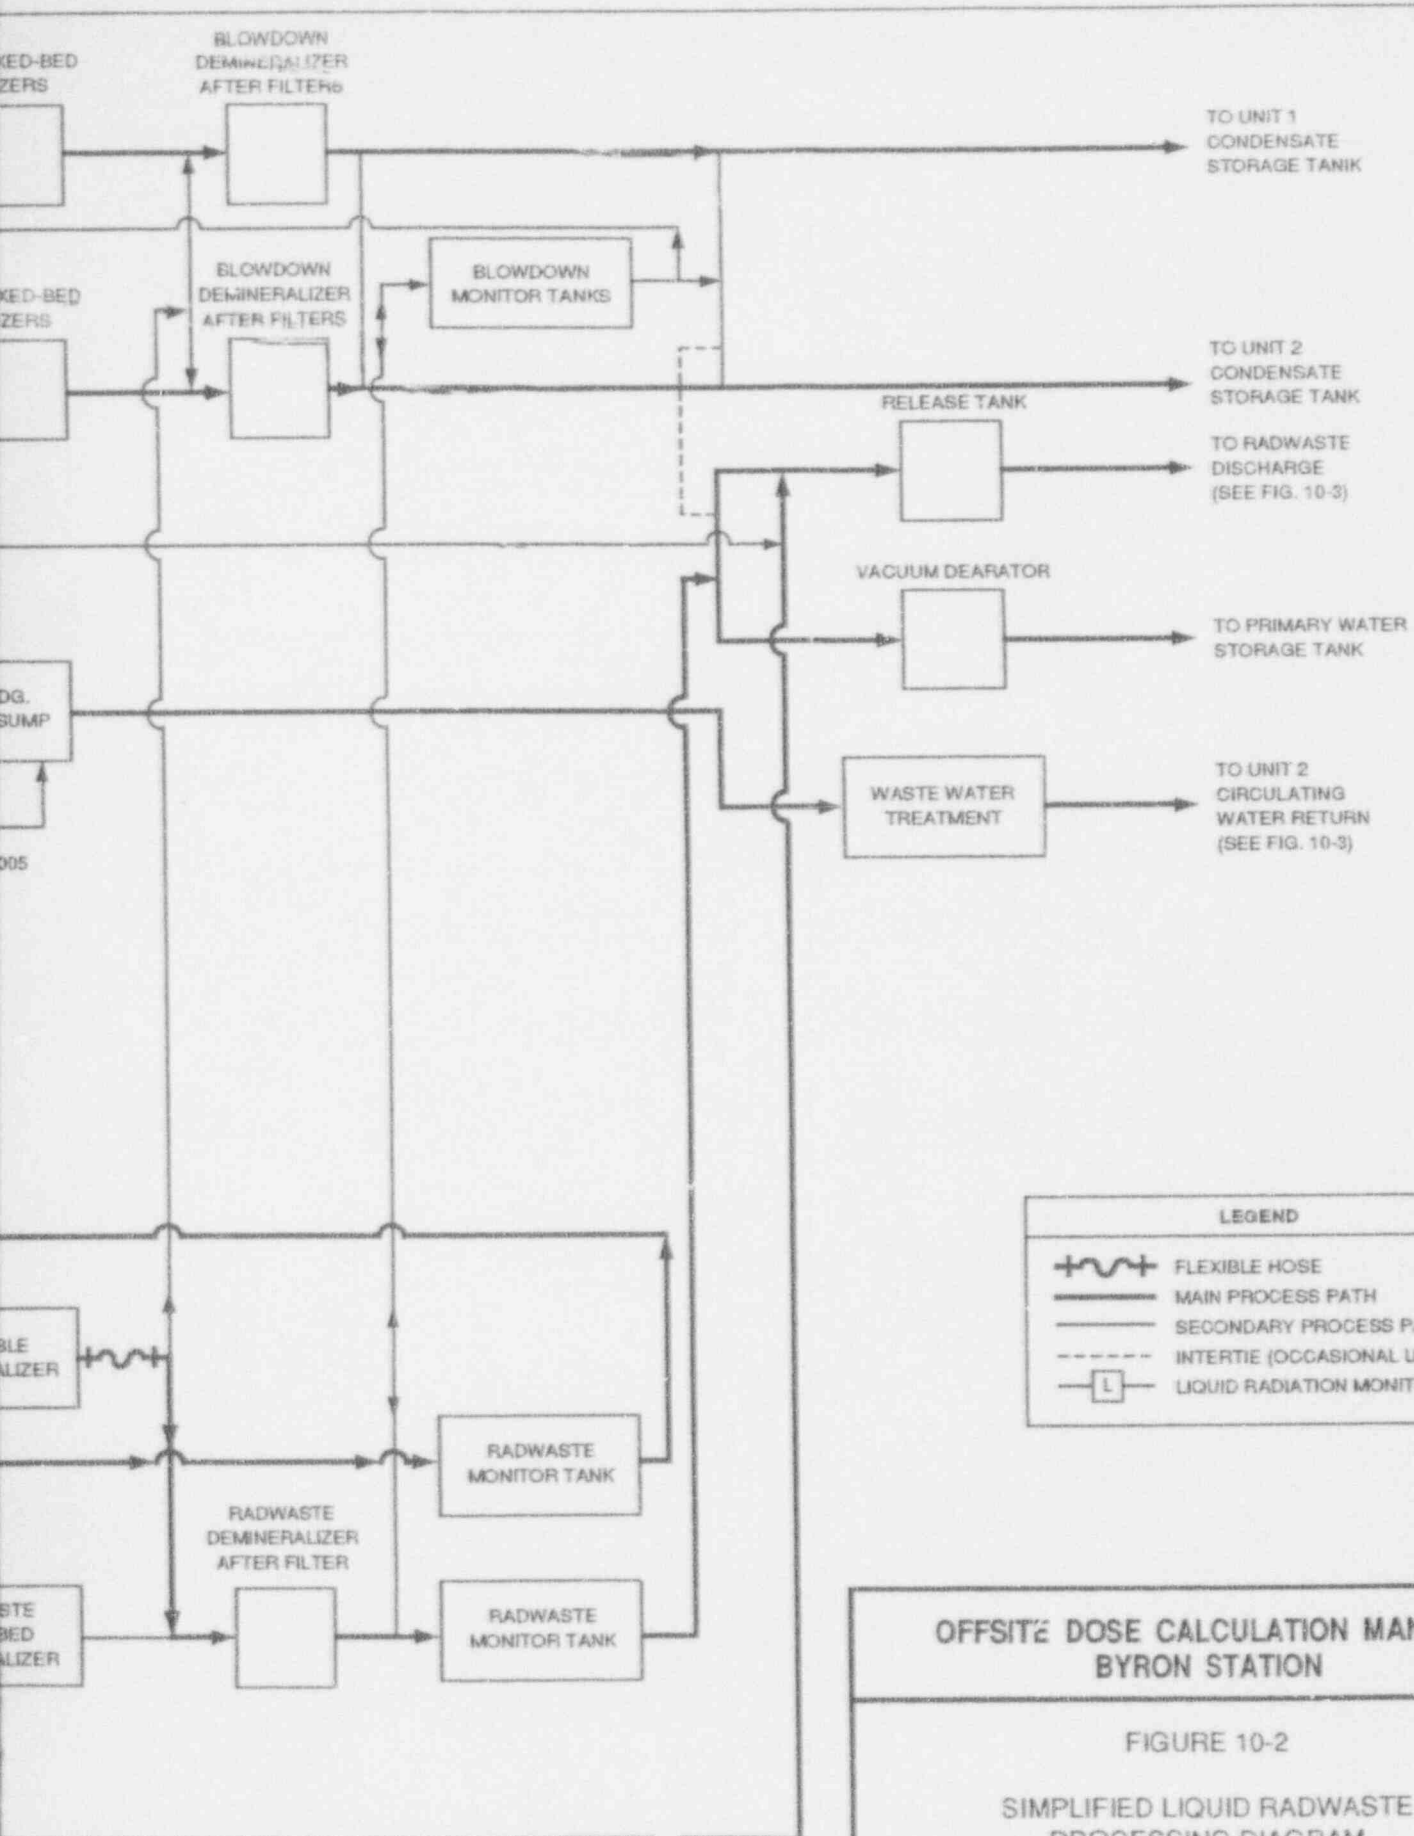 BLOWDOWN
DEMINERALIZER
AFTER FILTERS
XED-BED
ZERS
TO UNIT 1
CONDENSATE
STORAGE TANIK
BLOWDOWN
DEMINERALIZER
AFTER FILTERS
BLOWDOWN
MONITOR TANKS
XED-BED
ZERS
TO UNIT 2
CONDENSATE
STORAGE TANK
RELEASE TANK
TO RADWASTE
DISCHARGE
(SEE FIG. 10-3)
VACUUM DEARATOR
TO PRIMARY WATER
STORAGE TANK
DG.
SUMP
WASTE WATER
TREATMENT
TO UNIT 2
CIRCULATING
WATER RETURN
(SEE FIG. 10-3)
005
LEGEND
FLEXIBLE HOSE
MAIN PROCESS PATH
SECONDARY PROCESS PA
INTERTIE (OCCASIONAL U
L
LIQUID RADIATION MONIT
BLE
ALIZER
RADWASTE
MONITOR TANK
RADWASTE
DEMINERALIZER
AFTER FILTER
STE
BED
ALIZER
RADWASTE
MONITOR TANK
OFFSITE DOSE CALCULATION MAN
BYRON STATION
FIGURE 10-2
SIMPLIFIED LIQUID RADWASTE
PROCESSING DIAGRAM